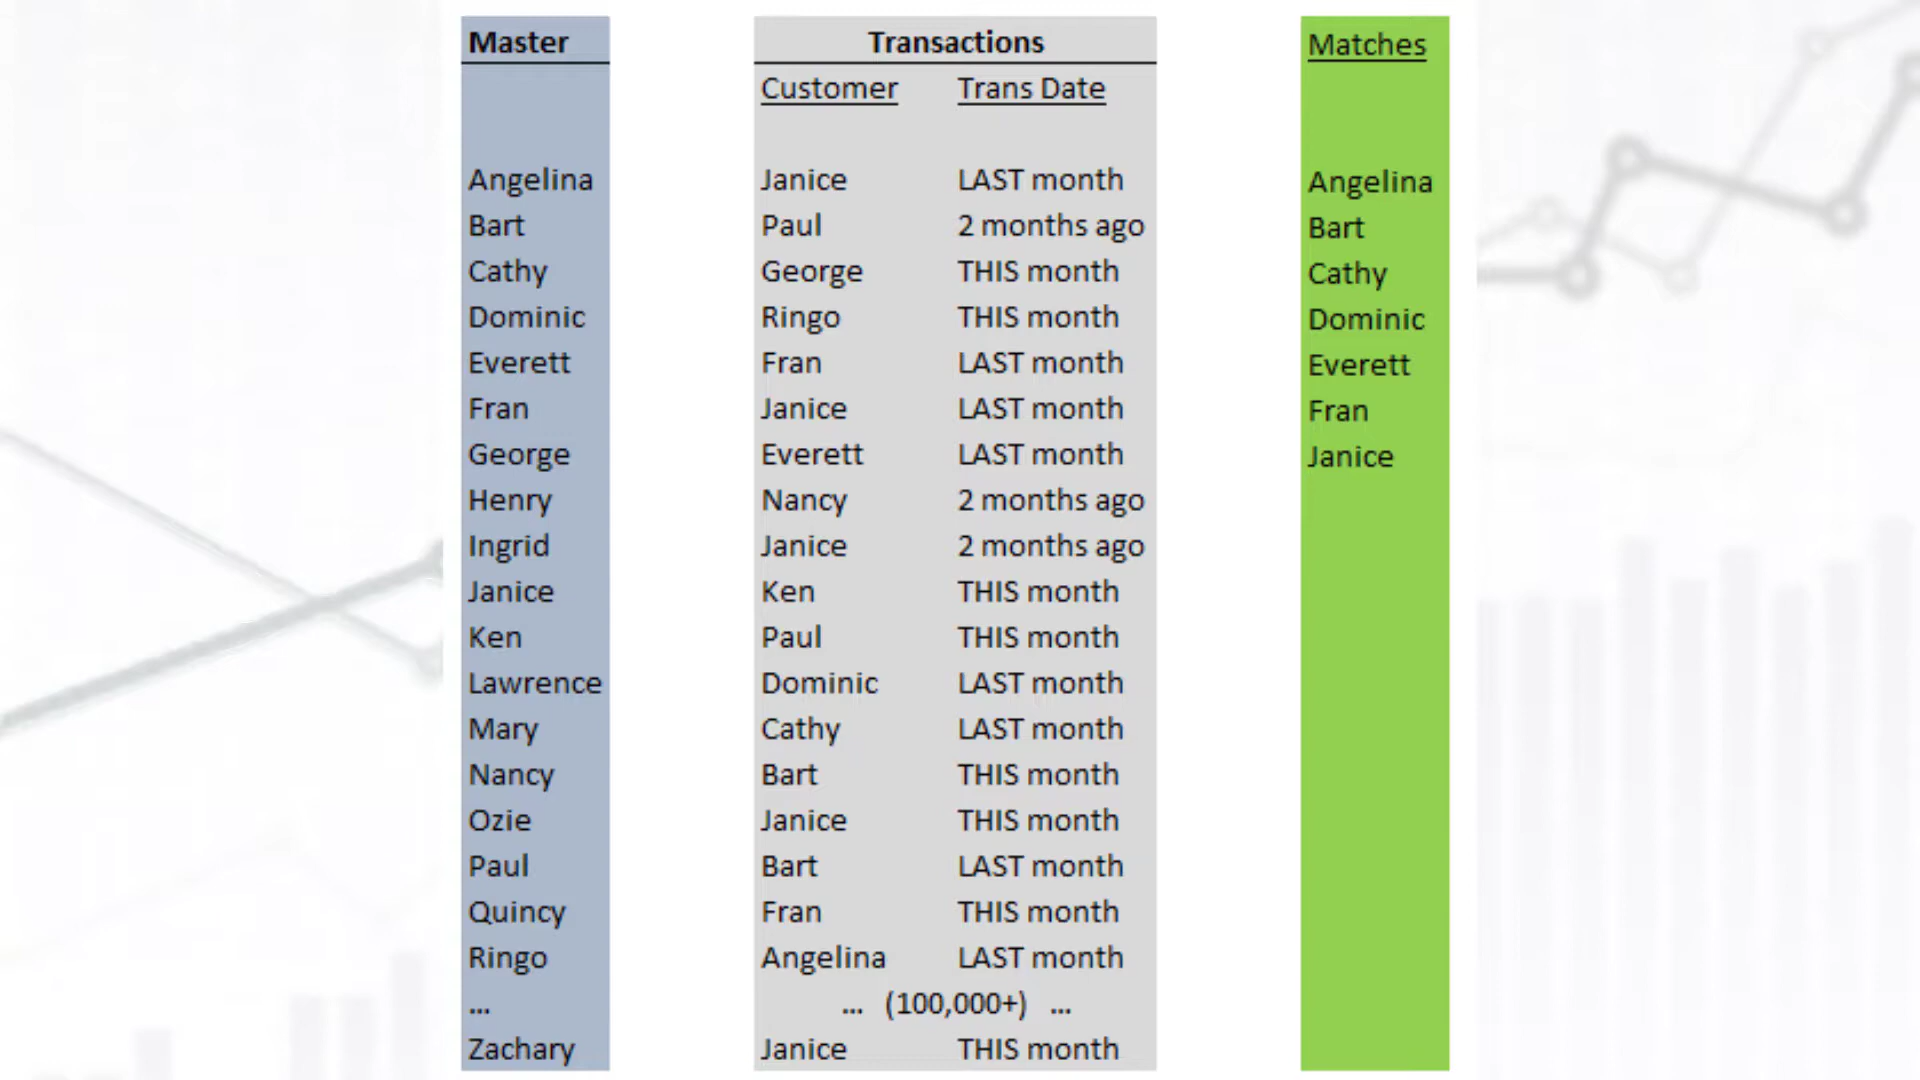 Master
Angelina
Bart
Cathy
Dominic
Everett
Fran
George
Henry
Ingrid
Janice
Ken
Lawrence
Mary
Nancy
Ozie
Paul
Quincy
Ringo
...
Zachary
Transactions
Customer Trans Date
Janice LAST month
Paul 2 months ago
George THIS month
Ringo THIS month
Fran LAST month
Janice LAST month
Everett LAST month
Nancy 2 months ago
Janice 2 months ago
Ken THIS month
Paul THIS month
Dominic LAST month
Cathy LAST month
Bart THIS month
Janice THIS month
Bart LAST month
Fran THIS month
Angelina LAST month
... (100,000+) ...
Janice THIS month
Matches
Angelina
Bart
Cathy
Dominic
Everett
Fran
Janice